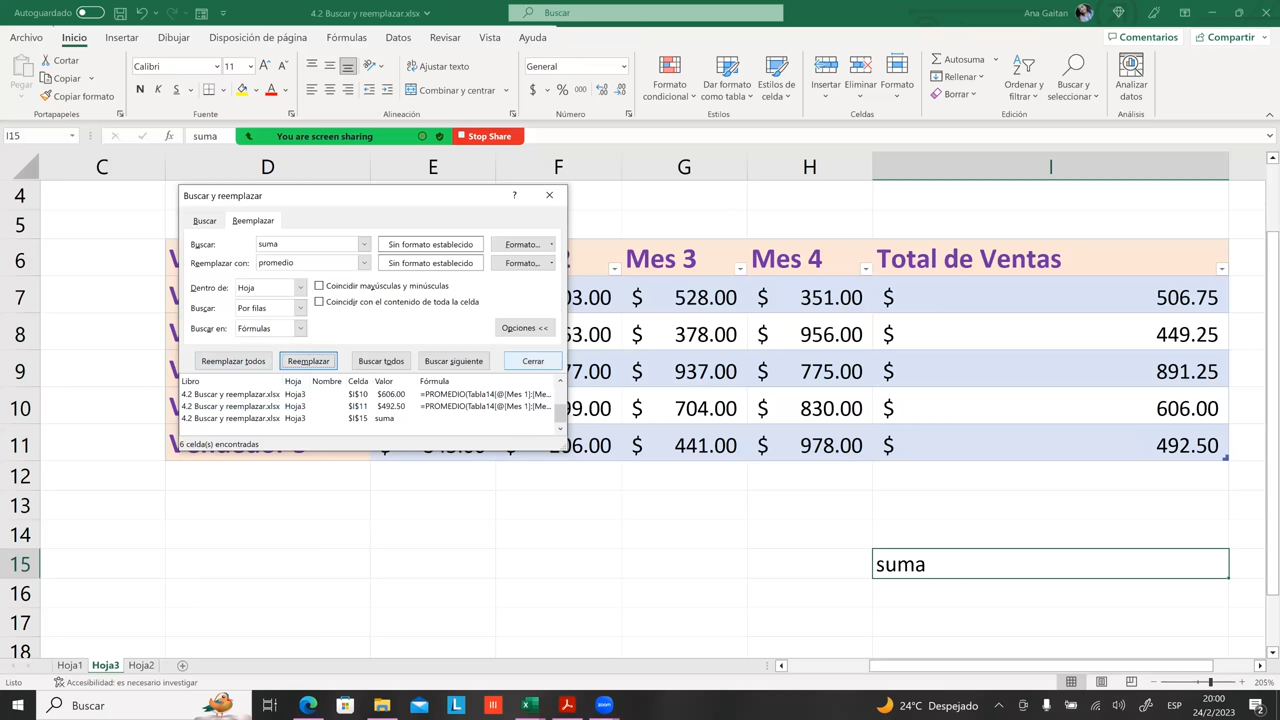 Autoguardado
4.2 Buscar y reemplazar.xlsx
Buscar
Ana Gaitan
Archivo Inicio Insertar Dibujar Disposición de página Fórmulas Datos Revisar Vista Ayuda
Comentarios Compartir
Pegar
Cortar
Copiar
Copiar formato
Portapapeles
Calibri 11
N K S
Fuente
Ajustar texto
Combinar y centrar
Alineación
General
$ % 000
Número
Formato condicional
Dar formato como tabla
Estilos de celda
Estilos
Insertar Eliminar Formato
Celdas
Autosuma
Rellenar
Borrar
Ordenar y filtrar
Buscar y seleccionar
Edición
Analizar datos
Análisis
I15
fx
suma
You are screen sharing
Stop Share
C D E F G H I
4
5
6 Mes 3 Mes 4 Total de Ventas
7 03.00 $ 528.00 $ 351.00 $ 506.75
8 63.00 $ 378.00 $ 956.00 $ 449.25
9 77.00 $ 937.00 $ 775.00 $ 891.25
10 99.00 $ 704.00 $ 830.00 $ 606.00
11 $ 441.00 $ 978.00 $ 492.50
12
13
14
15 suma
16
17
18
Buscar y reemplazar
?
Buscar Reemplazar
Buscar: suma Sin formato establecido Formato...
Reemplazar con: promedio Sin formato establecido Formato...
Dentro de: Hoja Coincidir mayúsculas y minúsculas
Coincidir con el contenido de toda la celda
Buscar: Por filas
Buscar en: Fórmulas Opciones <<
Reemplazar todos Reemplazar Buscar todos Buscar siguiente Cerrar
Libro Hoja Nombre Celda Valor Fórmula
4.2 Buscar y reemplazar.xlsx Hoja3 $I$10 $606.00 =PROMEDIO(Tabla14[@[Mes 1]:[Me...
4.2 Buscar y reemplazar.xlsx Hoja3 $I$11 $492.50 =PROMEDIO(Tabla14[@[Mes 1]:[Me...
4.2 Buscar y reemplazar.xlsx Hoja3 $I$15 suma
6 celda(s) encontradas
Hoja1 Hoja3 Hoja2
Listo
Accesibilidad: es necesario investigar
205%
Buscar
24°C Despejado
ESP
20:00
24/2/2023